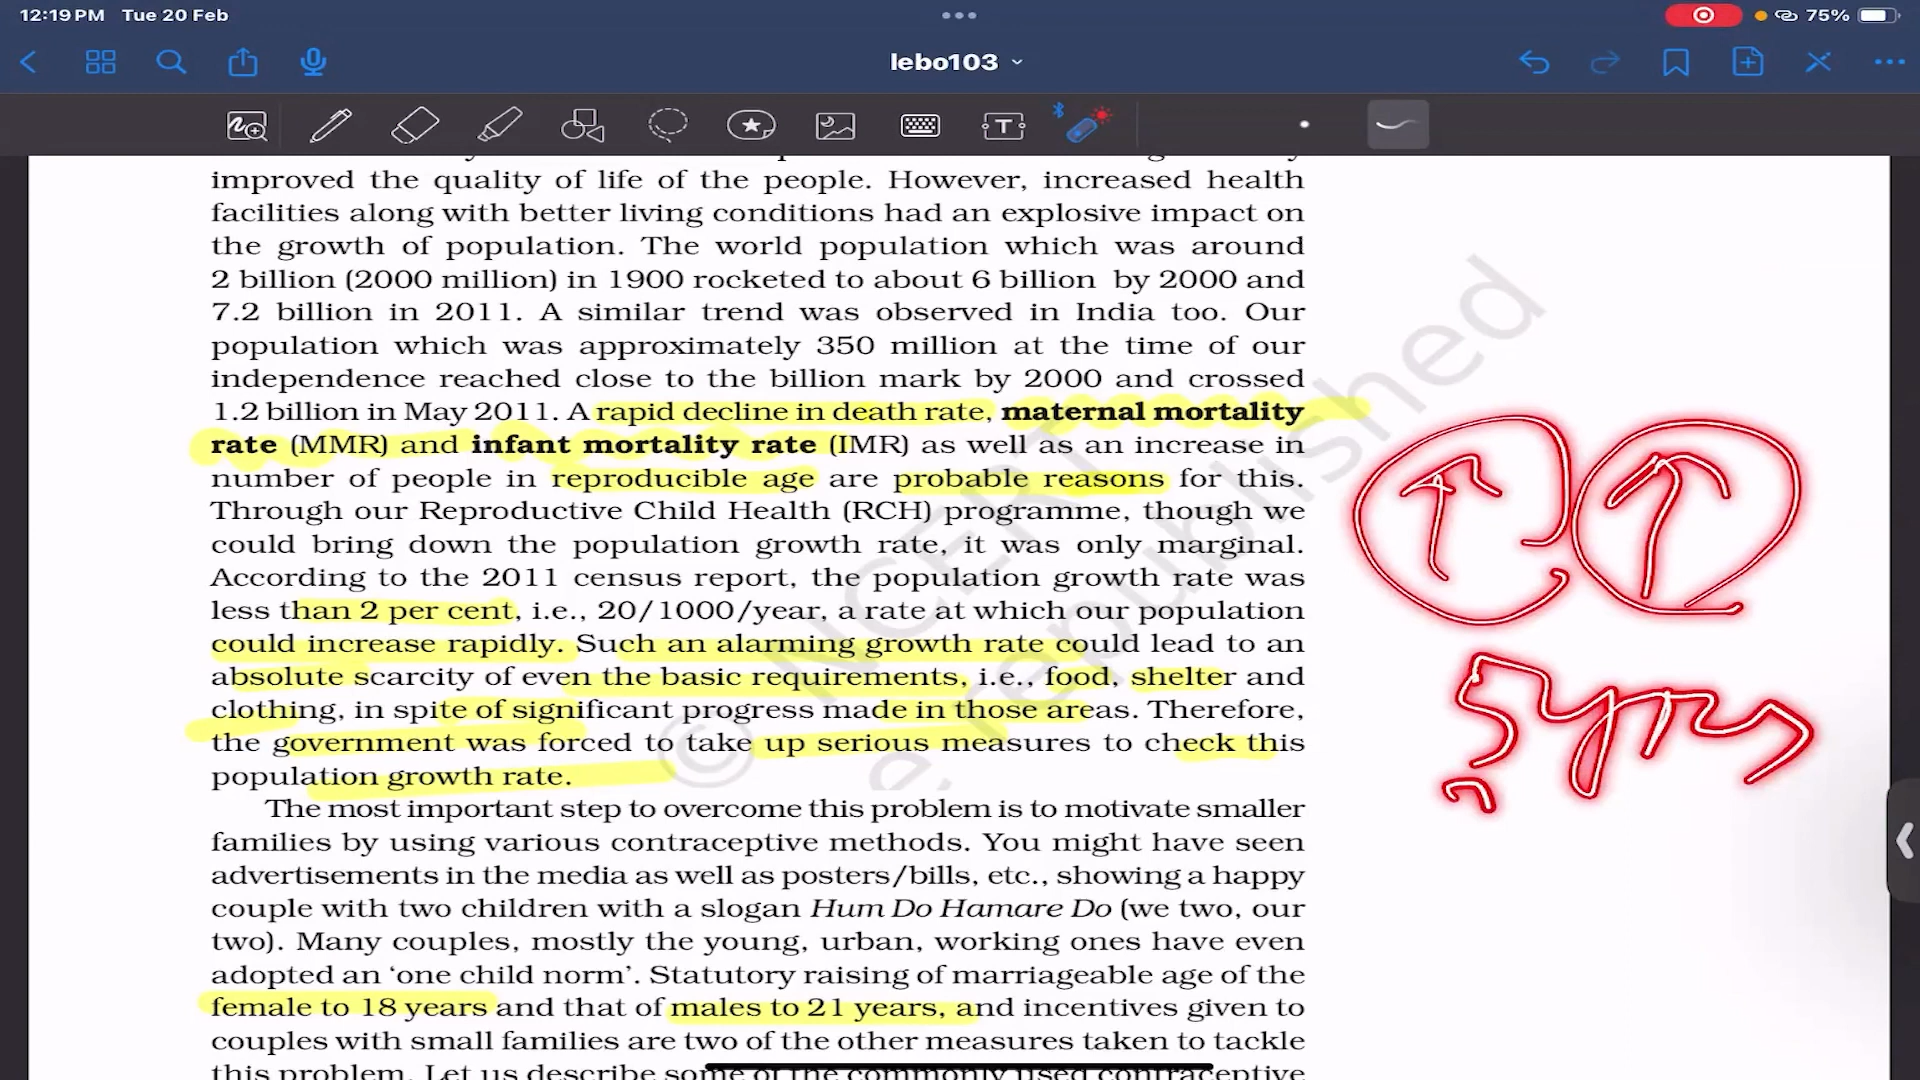 12:19 PM Tue 20 Feb
75%
lebo103
T
improved the quality of life of the people. However, increased health
facilities along with better living conditions had an explosive impact on
the growth of population. The world population which was around
2 billion (2000 million) in 1900 rocketed to about 6 billion by 2000 and
7.2 billion in 2011. A similar trend was observed in India too. Our
population which was approximately 350 million at the time of our
independence reached close to the billion mark by 2000 and crossed
1.2 billion in May 2011. A rapid decline in death rate, maternal mortality
rate (MMR) and infant mortality rate (IMR) as well as an increase in
number of people in reproducible age are probable reasons for this.
Through our Reproductive Child Health (RCH) programme, though we
could bring down the population growth rate, it was only marginal.
According to the 2011 census report, the population growth rate was
less than 2 per cent, i.e., 20/1000/year, a rate at which our population
could increase rapidly. Such an alarming growth rate could lead to an
absolute scarcity of even the basic requirements, i.e., food, shelter and
clothing, in spite of significant progress made in those areas. Therefore,
the government was forced to take up serious measures to check this
population growth rate.
The most important step to overcome this problem is to motivate smaller
families by using various contraceptive methods. You might have seen
advertisements in the media as well as posters/bills, etc., showing a happy
couple with two children with a slogan Hum Do Hamare Do (we two, our
two). Many couples, mostly the young, urban, working ones have even
adopted an ‘one child norm’. Statutory raising of marriageable age of the
female to 18 years and that of males to 21 years, and incentives given to
couples with small families are two of the other measures taken to tackle
this problem. Let us describe some of the commonly used contraceptive
© NCERT
republished